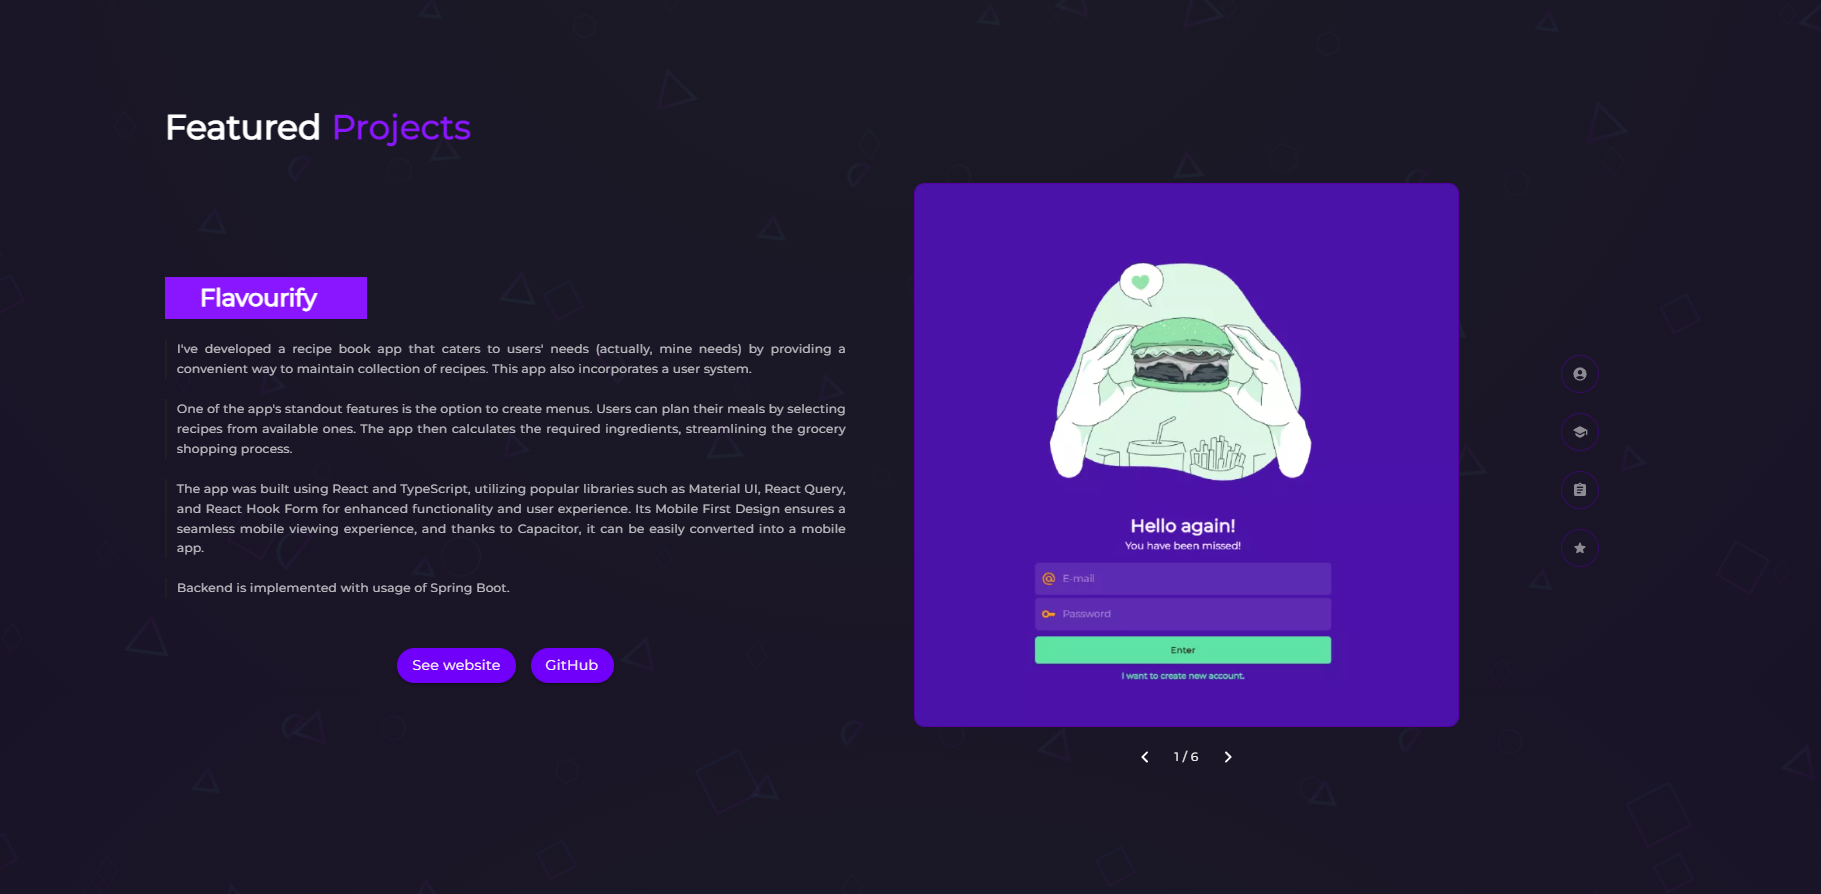 Featured Projects
Flavourify
I've developed a recipe book app that caters to users' needs (actually, mine needs) by providing a
convenient way to maintain collection of recipes. This app also incorporates a user system.
One of the app's standout features is the option to create menus. Users can plan their meals by selecting
recipes from available ones. The app then calculates the required ingredients, streamlining the grocery
shopping process.
The app was built using React and TypeScript, utilizing popular libraries such as Material UI, React Query,
and React Hook Form for enhanced functionality and user experience. Its Mobile First Design ensures a
seamless mobile viewing experience, and thanks to Capacitor, it can be easily converted into a mobile
app.
Backend is implemented with usage of Spring Boot.
See website
GitHub
Hello again!
You have been missed!
E-mail
Password
Enter
I want to create new account.
1 / 6